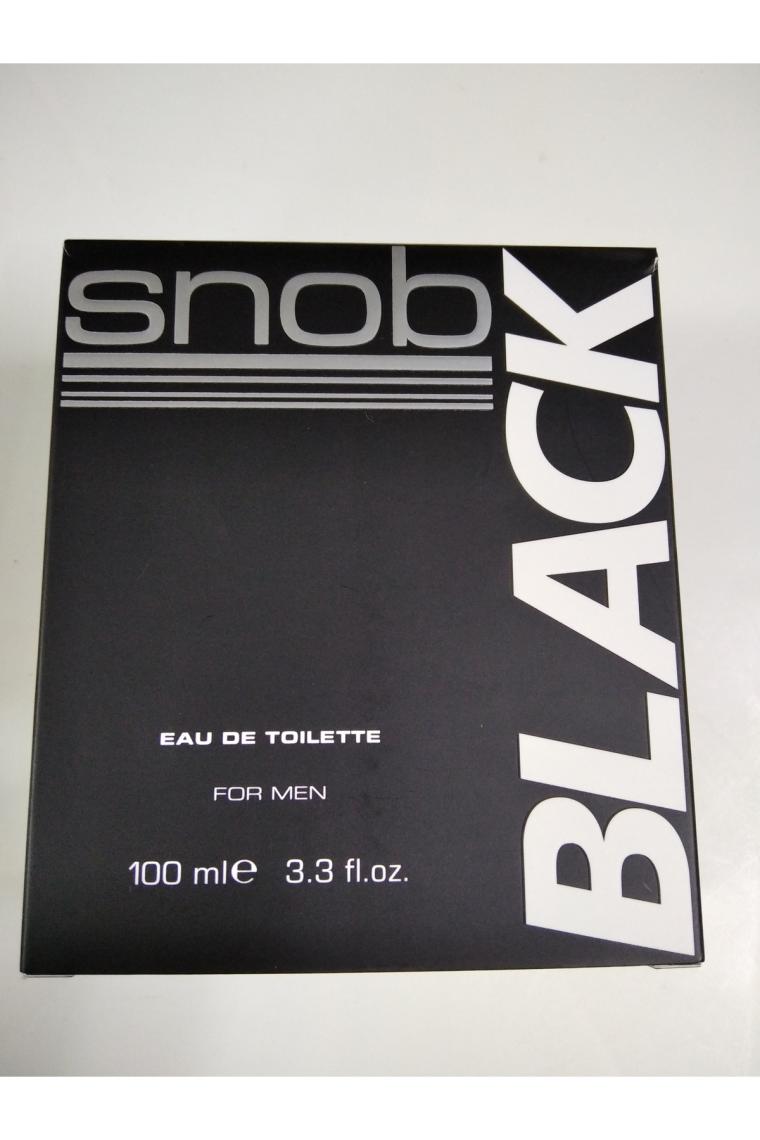 snob
BLACK
EAU DE TOILETTE
FOR MEN
100 ml℮ 3.3 fl.oz.